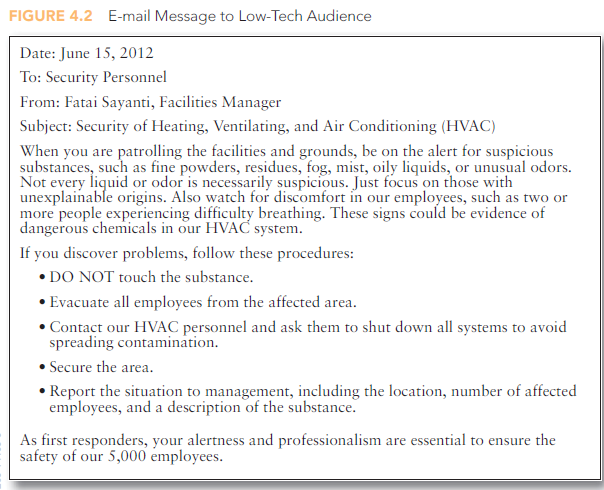 FIGURE 4.2 E-mail Message to Low-Tech Audience
Date: June 15, 2012
To: Security Personnel
From: Fatai Sayanti, Facilities Manager
Subject: Security of Heating, Ventilating, and Air Conditioning (HVAC)
When you are patrolling the facilities and grounds, be on the alert for suspicious
substances, such as fine powders, residues, fog, mist, oily liquids, or unusual odors.
Not every liquid or odor is necessarily suspicious. Just focus on those with
unexplainable origins. Also watch for discomfort in our employees, such as two or
more people experiencing difficulty breathing. These signs could be evidence of
dangerous chemicals in our HVAC system.
If you discover problems, follow these procedures:
• DO NOT touch the substance.
• Evacuate all employees from the affected area.
• Contact our HVAC personnel and ask them to shut down all systems to avoid
spreading contamination.
• Secure the area.
• Report the situation to management, including the location, number of affected
employees, and a description of the substance.
As first responders, your alertness and professionalism are essential to ensure the
safety of our 5,000 employees.